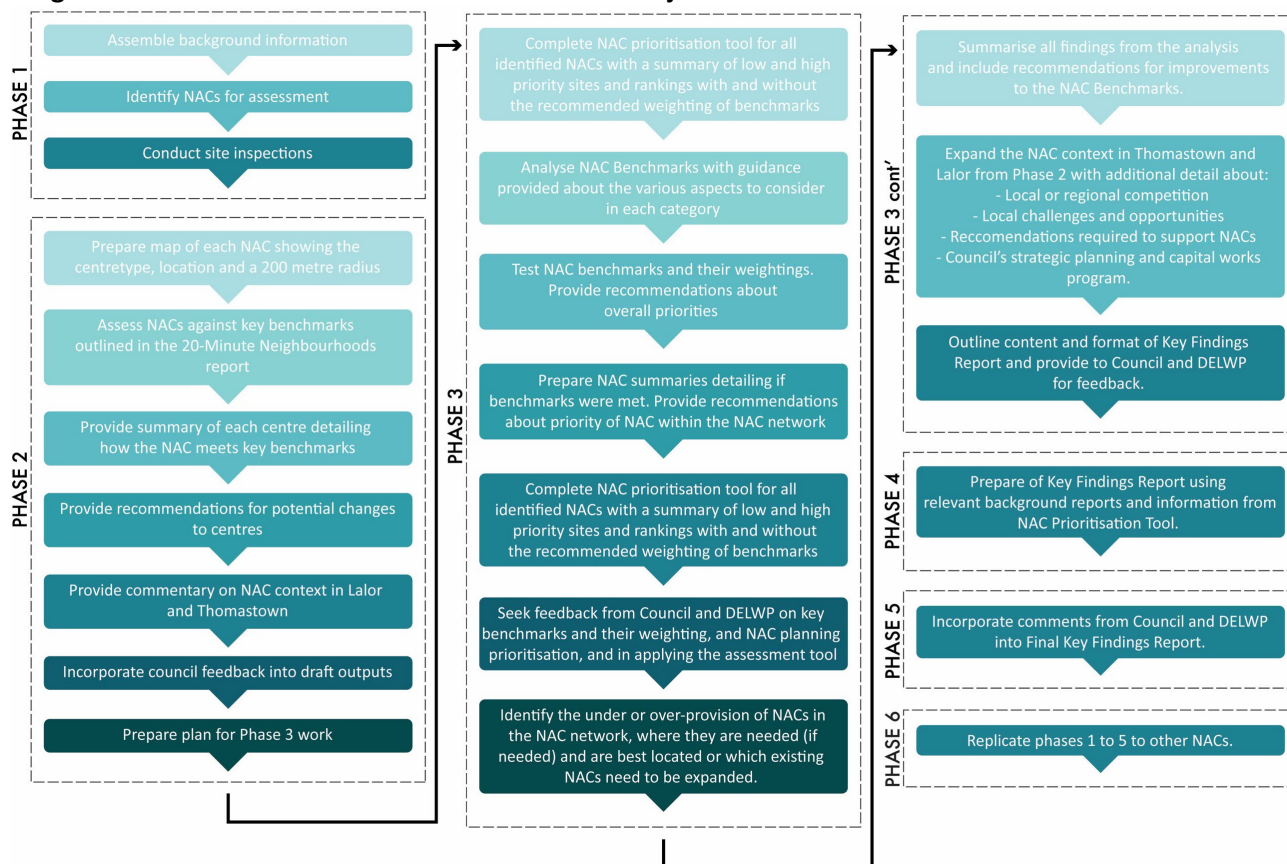 PHASE 1
Assemble background information
Identify NACs for assessment
Conduct site inspections
PHASE 2
Prepare map of each NAC showing the
centretype, location and a 200 metre radius
Assess NACs against key benchmarks
outlined in the 20-Minute Neighbourhoods
report
Provide summary of each centre detailing
how the NAC meets key benchmarks
Provide recommendations for potential changes
to centres
Provide commentary on NAC context in Lalor
and Thomastown
Incorporate council feedback into draft outputs
Prepare plan for Phase 3 work
PHASE 3
Complete NAC prioritisation tool for all
identified NACs with a summary of low and high
priority sites and rankings with and without
the recommended weighting of benchmarks
Analyse NAC Benchmarks with guidance
provided about the various aspects to consider
in each category
Test NAC benchmarks and their weightings.
Provide recommendations about
overall priorities
Prepare NAC summaries detailing if
benchmarks were met. Provide recommendations
about priority of NAC within the NAC network
Complete NAC prioritisation tool for all
identified NACs with a summary of low and high
priority sites and rankings with and without
the recommended weighting of benchmarks
Seek feedback from Council and DELWP on key
benchmarks and their weighting, and NAC planning
prioritisation, and in applying the assessment tool
Identify the under or over-provision of NACs in
the NAC network, where they are needed (if
needed) and are best located or which existing
NACs need to be expanded.
PHASE 3 cont’
Summarise all findings from the analysis
and include recommendations for improvements
to the NAC Benchmarks.
Expand the NAC context in Thomastown and
Lalor from Phase 2 with additional detail about:
- Local or regional competition
- Local challenges and opportunities
- Reccomendations required to support NACs
- Council’s strategic planning and capital works
program.
Outline content and format of Key Findings
Report and provide to Council and DELWP
for feedback.
PHASE 4
Prepare of Key Findings Report using
relevant background reports and information from
NAC Prioritisation Tool.
PHASE 5
Incorporate comments from Council and DELWP
into Final Key Findings Report.
PHASE 6
Replicate phases 1 to 5 to other NACs.